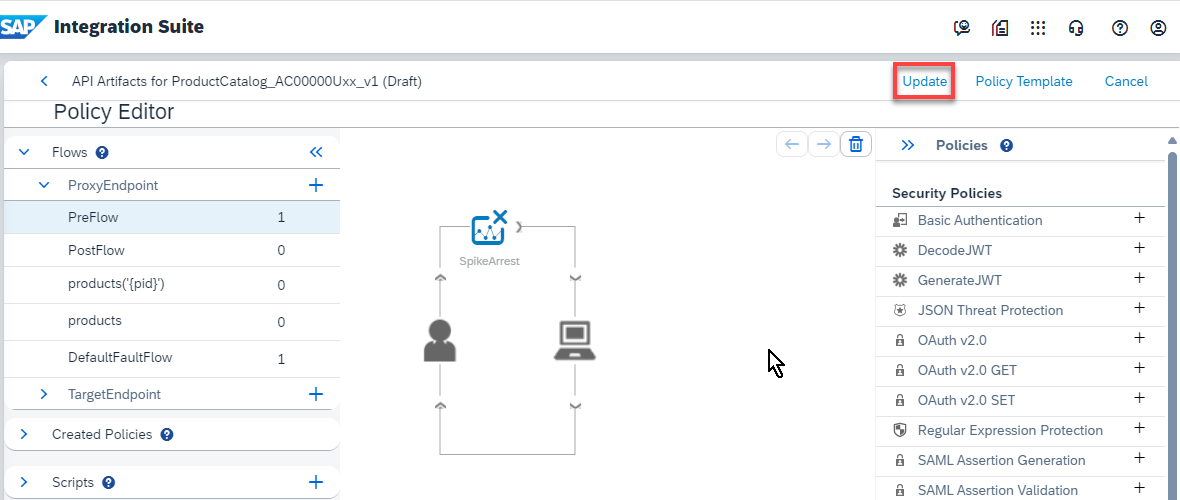 SAP Integration Suite
API Artifacts for ProductCatalog_AC00000Uxx_v1 (Draft)
Update
Policy Template
Cancel
Policy Editor
Flows ?
ProxyEndpoint
PreFlow 1
PostFlow 0
products('{pid}') 0
products 0
DefaultFaultFlow 1
TargetEndpoint
Created Policies ?
Scripts ?
SpikeArrest
Policies ?
Security Policies
Basic Authentication
DecodeJWT
GenerateJWT
JSON Threat Protection
OAuth v2.0
OAuth v2.0 GET
OAuth v2.0 SET
Regular Expression Protection
SAML Assertion Generation
SAML Assertion Validation